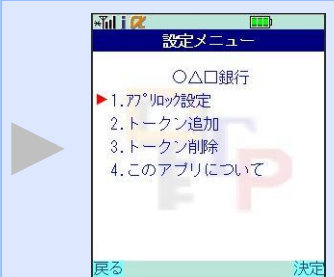 設定メニュー
○△□銀行
1.ｱﾌﾟﾘﾛｯｸ設定
2.トークン追加
3.トークン削除
4.このアプリについて
戻る 決定